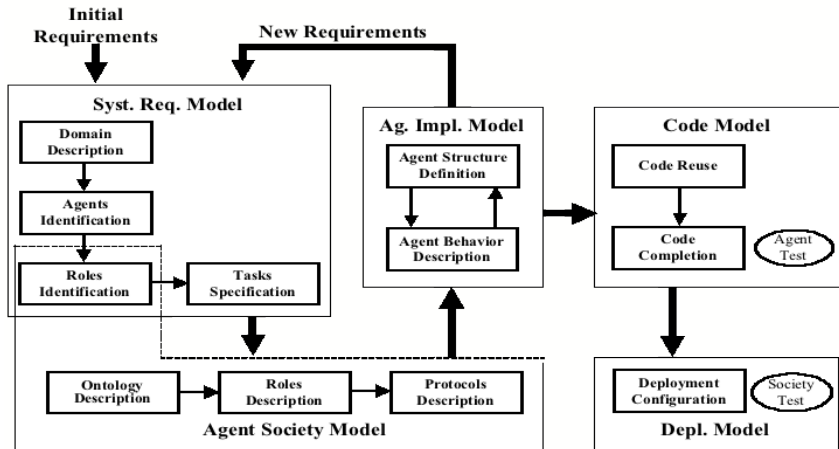 Initial
Requirements
New Requirements
Syst. Req. Model
Domain
Description
Agents
Identification
Roles
Identification
Tasks
Specification
Ag. Impl. Model
Agent Structure
Definition
Agent Behavior
Description
Code Model
Code Reuse
Code
Completion
Agent
Test
Ontology
Description
Roles
Description
Protocols
Description
Agent Society Model
Deployment
Configuration
Society
Test
Depl. Model